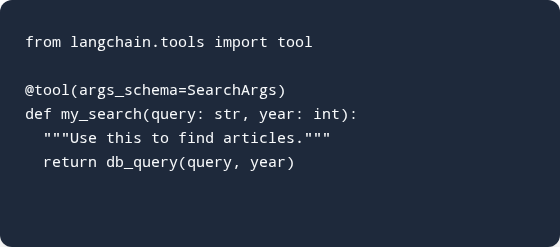 from langchain.tools import tool

@tool(args_schema=SearchArgs)
def my_search(query: str, year: int):
  """Use this to find articles."""
  return db_query(query, year)